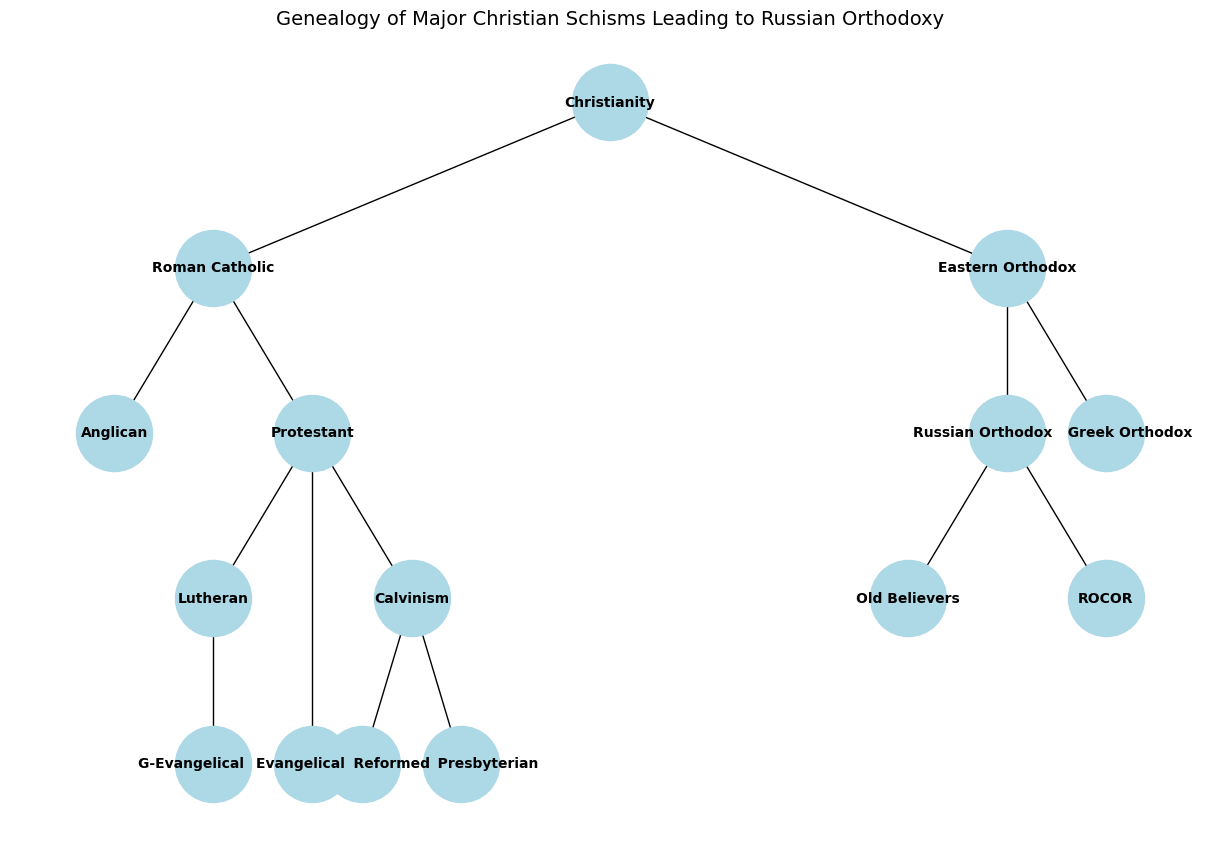 Genealogy of Major Christian Schisms Leading to Russian Orthodoxy
Christianity
Roman Catholic
Eastern Orthodox
Anglican
Protestant
Russian Orthodox
Greek Orthodox
Lutheran
Calvinism
Old Believers
ROCOR
G-Evangelical
Evangelical
Reformed
Presbyterian